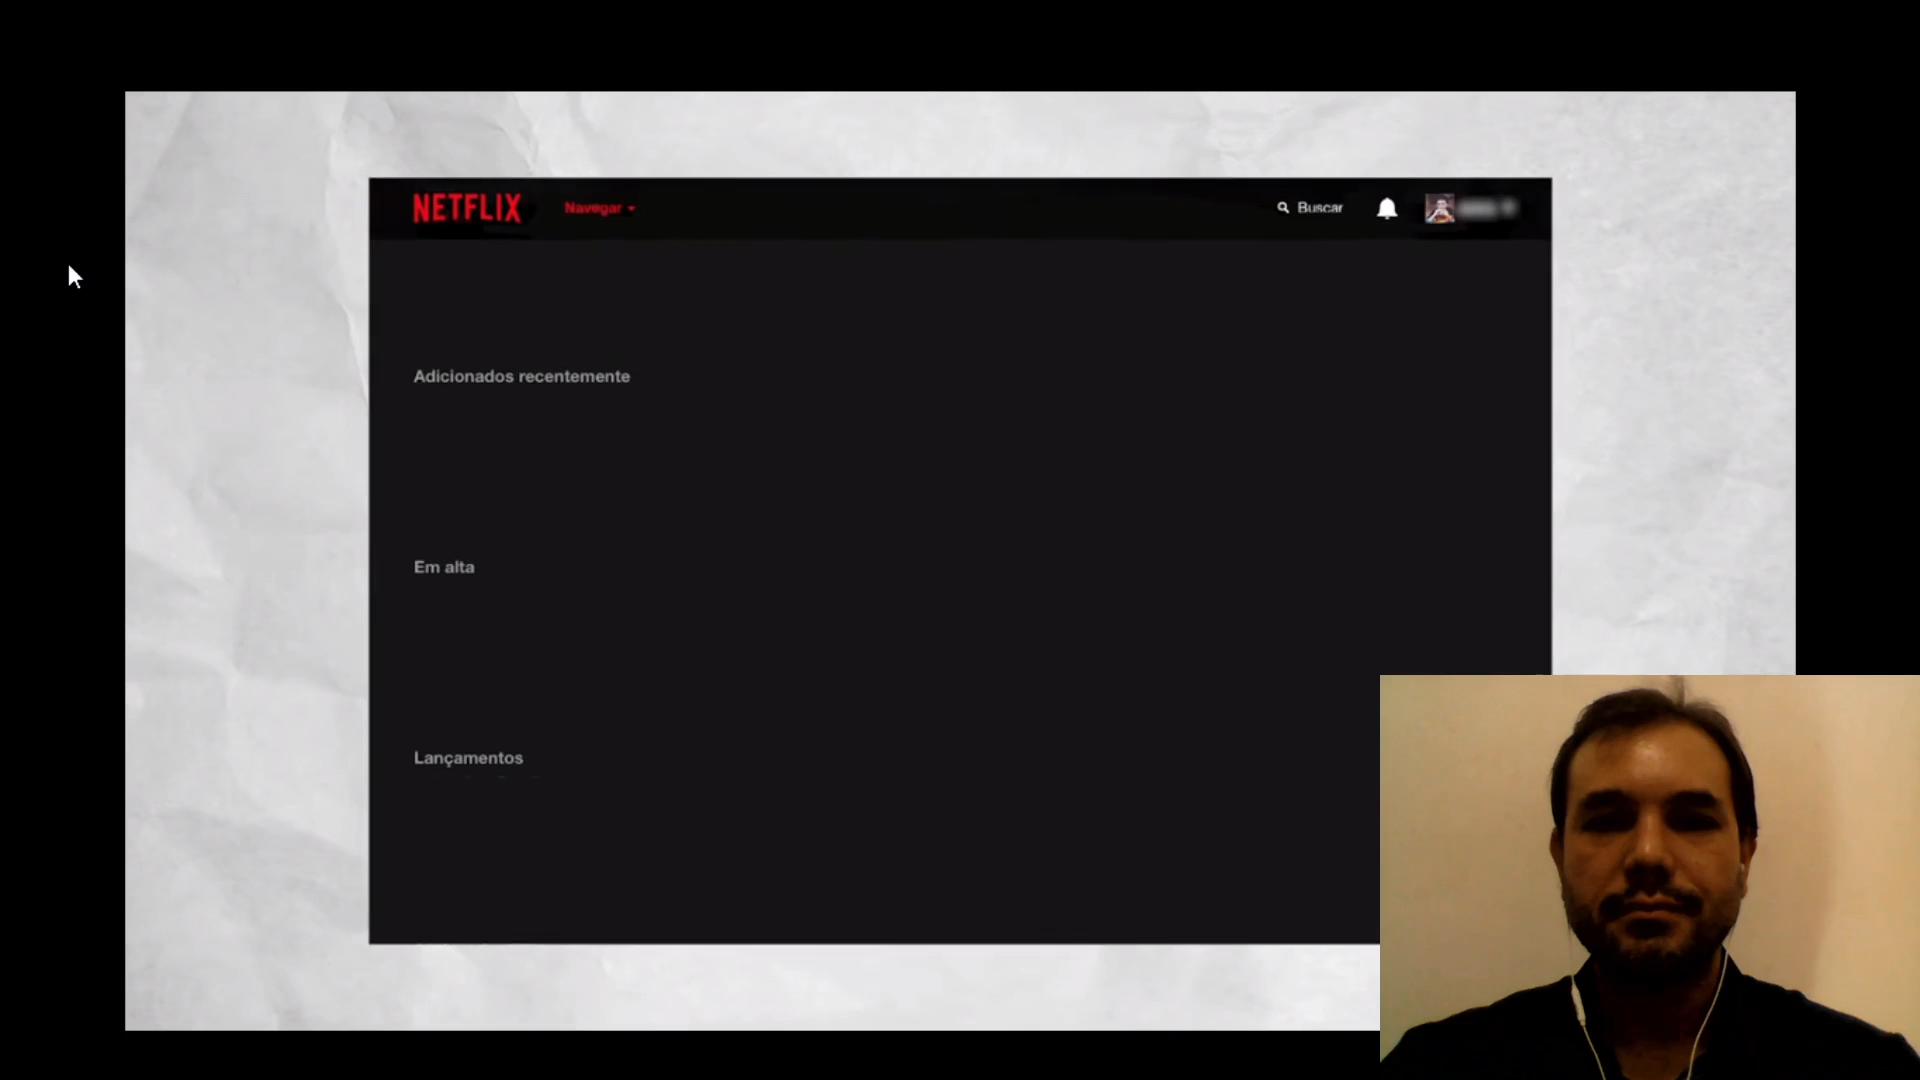 NETFLIX Navegar Buscar
Adicionados recentemente
Em alta
Lançamentos